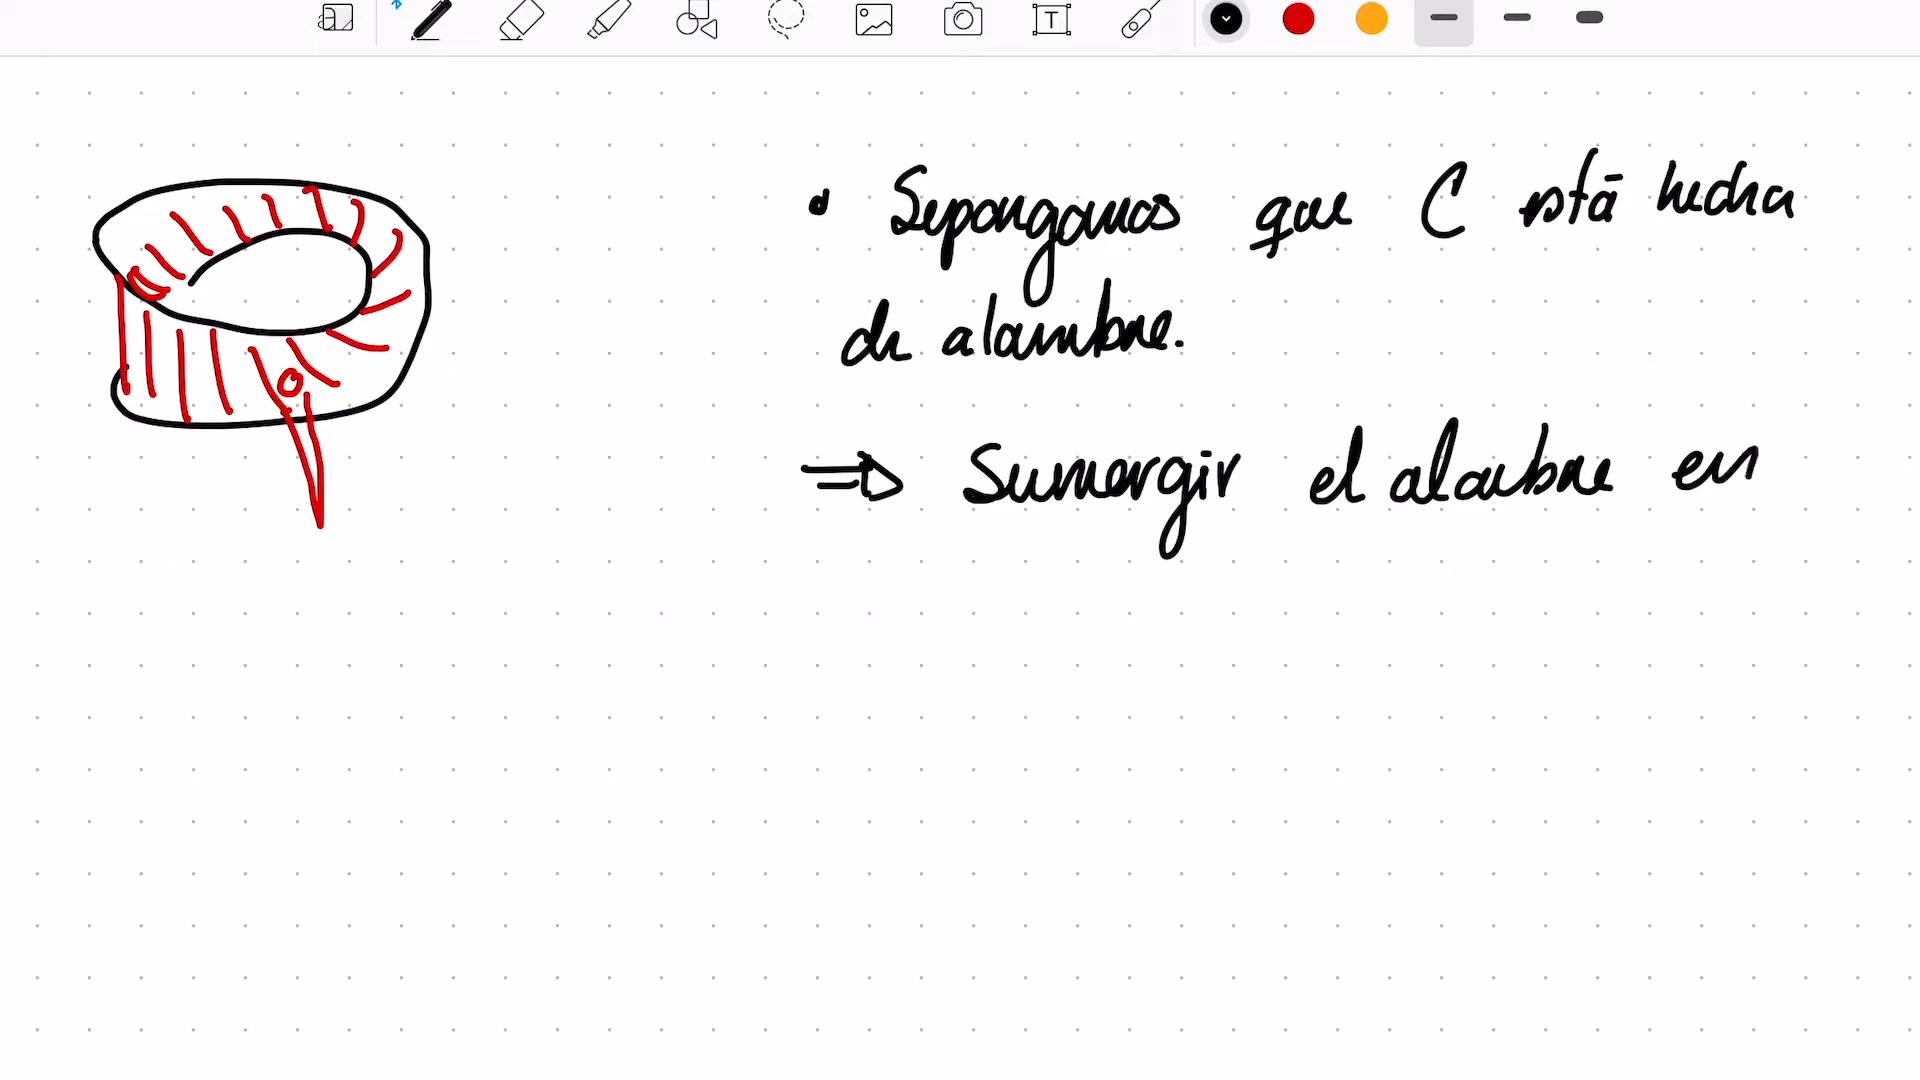 • Supongamos que C está hecha
de alambre.
⇒ Sumergir el alambre en